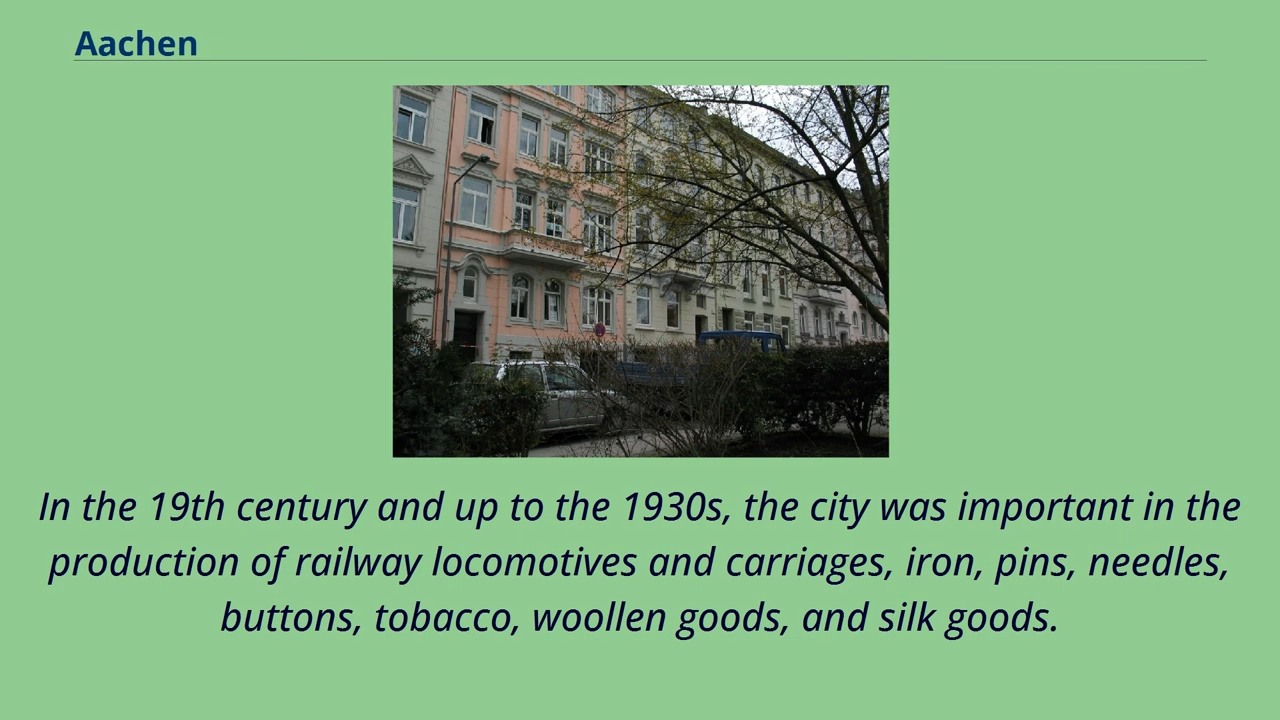 Aachen
In the 19th century and up to the 1930s, the city was important in the
production of railway locomotives and carriages, iron, pins, needles,
buttons, tobacco, woollen goods, and silk goods.